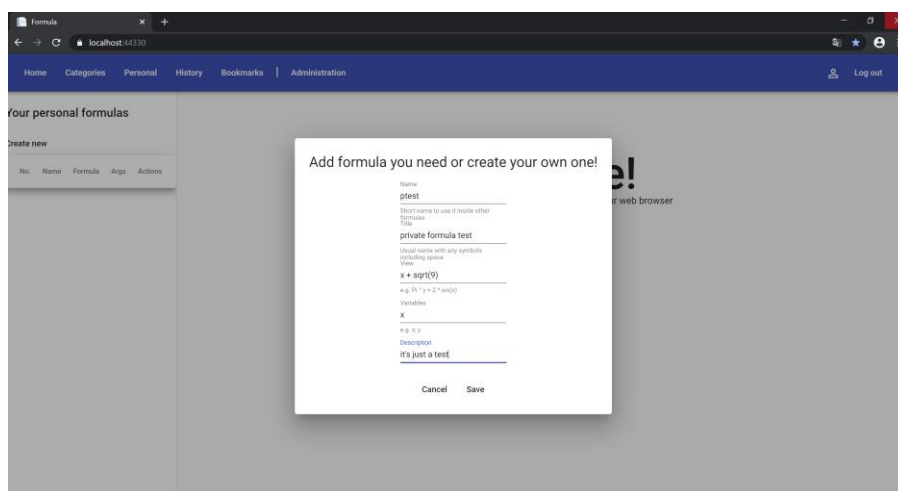 Formula
localhost:44330
Home Categories Personal History Bookmarks | Administration Log out
Your personal formulas
Create new
No. Name Formula Args Actions
e!
ur web browser
Add formula you need or create your own one!
Name
ptest
Short name to use it inside other
formulas
Title
private formula test
Usual name with any symbols
including space
View
x + sqrt(9)
e.g. Pi * y + 2 * sin(x)
Variables
x
e.g. x, y
Description
it's just a test
Cancel Save